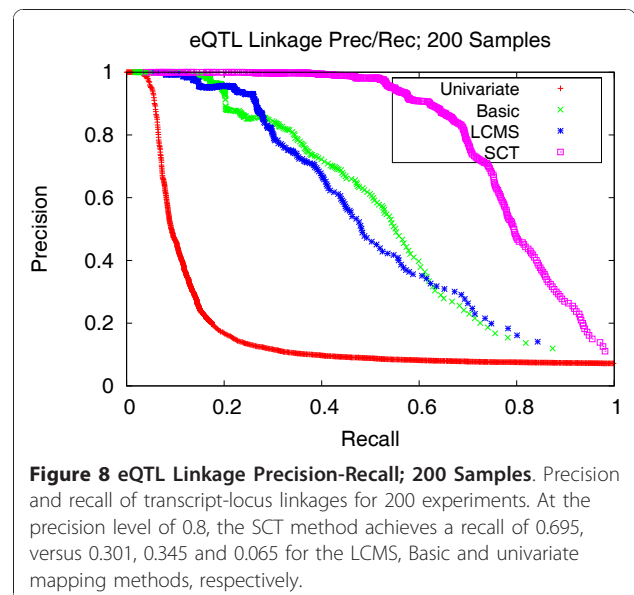 eQTL Linkage Prec/Rec; 200 Samples
Univariate
Basic
LCMS
SCT
Precision
1
0.8
0.6
0.4
0.2
0
0
0.2
0.4
0.6
0.8
1
Recall
Figure 8 eQTL Linkage Precision-Recall; 200 Samples. Precision
and recall of transcript-locus linkages for 200 experiments. At the
precision level of 0.8, the SCT method achieves a recall of 0.695,
versus 0.301, 0.345 and 0.065 for the LCMS, Basic and univariate
mapping methods, respectively.